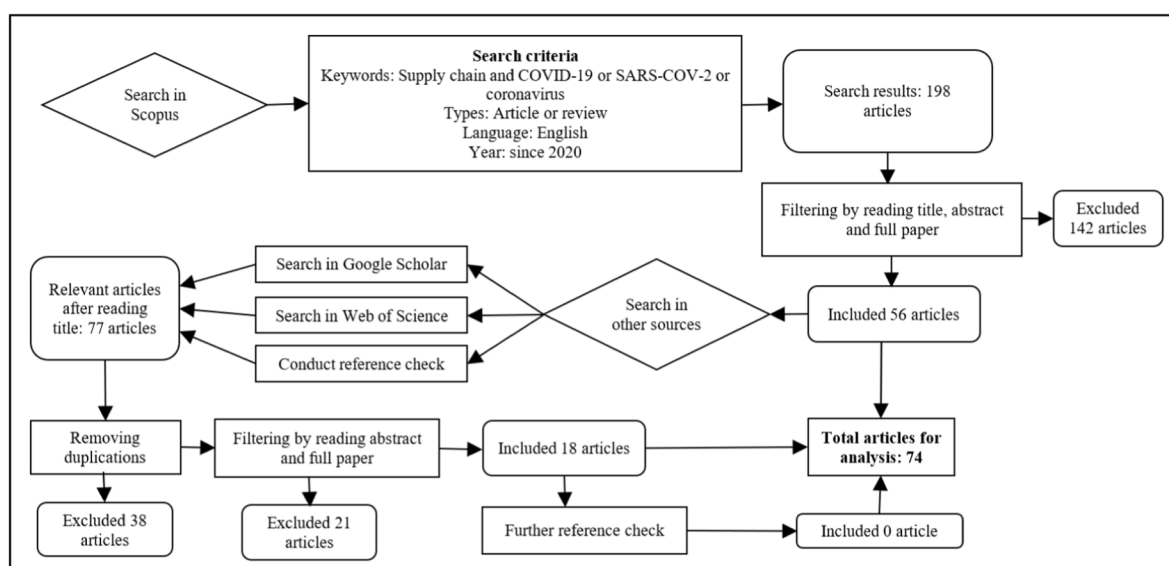 Search in
Scopus
Search criteria
Keywords: Supply chain and COVID-19 or SARS-COV-2 or
coronavirus
Types: Article or review
Language: English
Year: since 2020
Search results: 198
articles
Filtering by reading title, abstract
and full paper
Excluded
142 articles
Included 56 articles
Search in
other sources
Search in Google Scholar
Search in Web of Science
Conduct reference check
Relevant articles
after reading
title: 77 articles
Removing
duplications
Excluded 38
articles
Filtering by reading abstract
and full paper
Excluded 21
articles
Included 18 articles
Further reference check
Included 0 article
Total articles for
analysis: 74